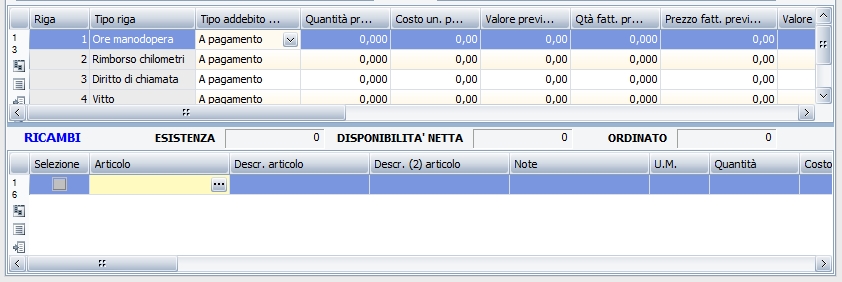 Riga Tipo riga Tipo addebito ... Quantità pr... Costo un. p... Valore previ... Qtà fatt. pr... Prezzo fatt. previ... Valore
1 1 Ore manodopera A pagamento 0,000 0,00 0,00 0,000 0,00
3 2 Rimborso chilometri A pagamento 0,000 0,00 0,00 0,000 0,00
3 Diritto di chiamata A pagamento 0,000 0,00 0,00 0,000 0,00
4 Vitto A pagamento 0,000 0,00 0,00 0,000 0,00
RICAMBI ESISTENZA 0 DISPONIBILITA' NETTA 0 ORDINATO 0
Selezione Articolo Descr. articolo Descr. (2) articolo Note U.M. Quantità Costo
1
6